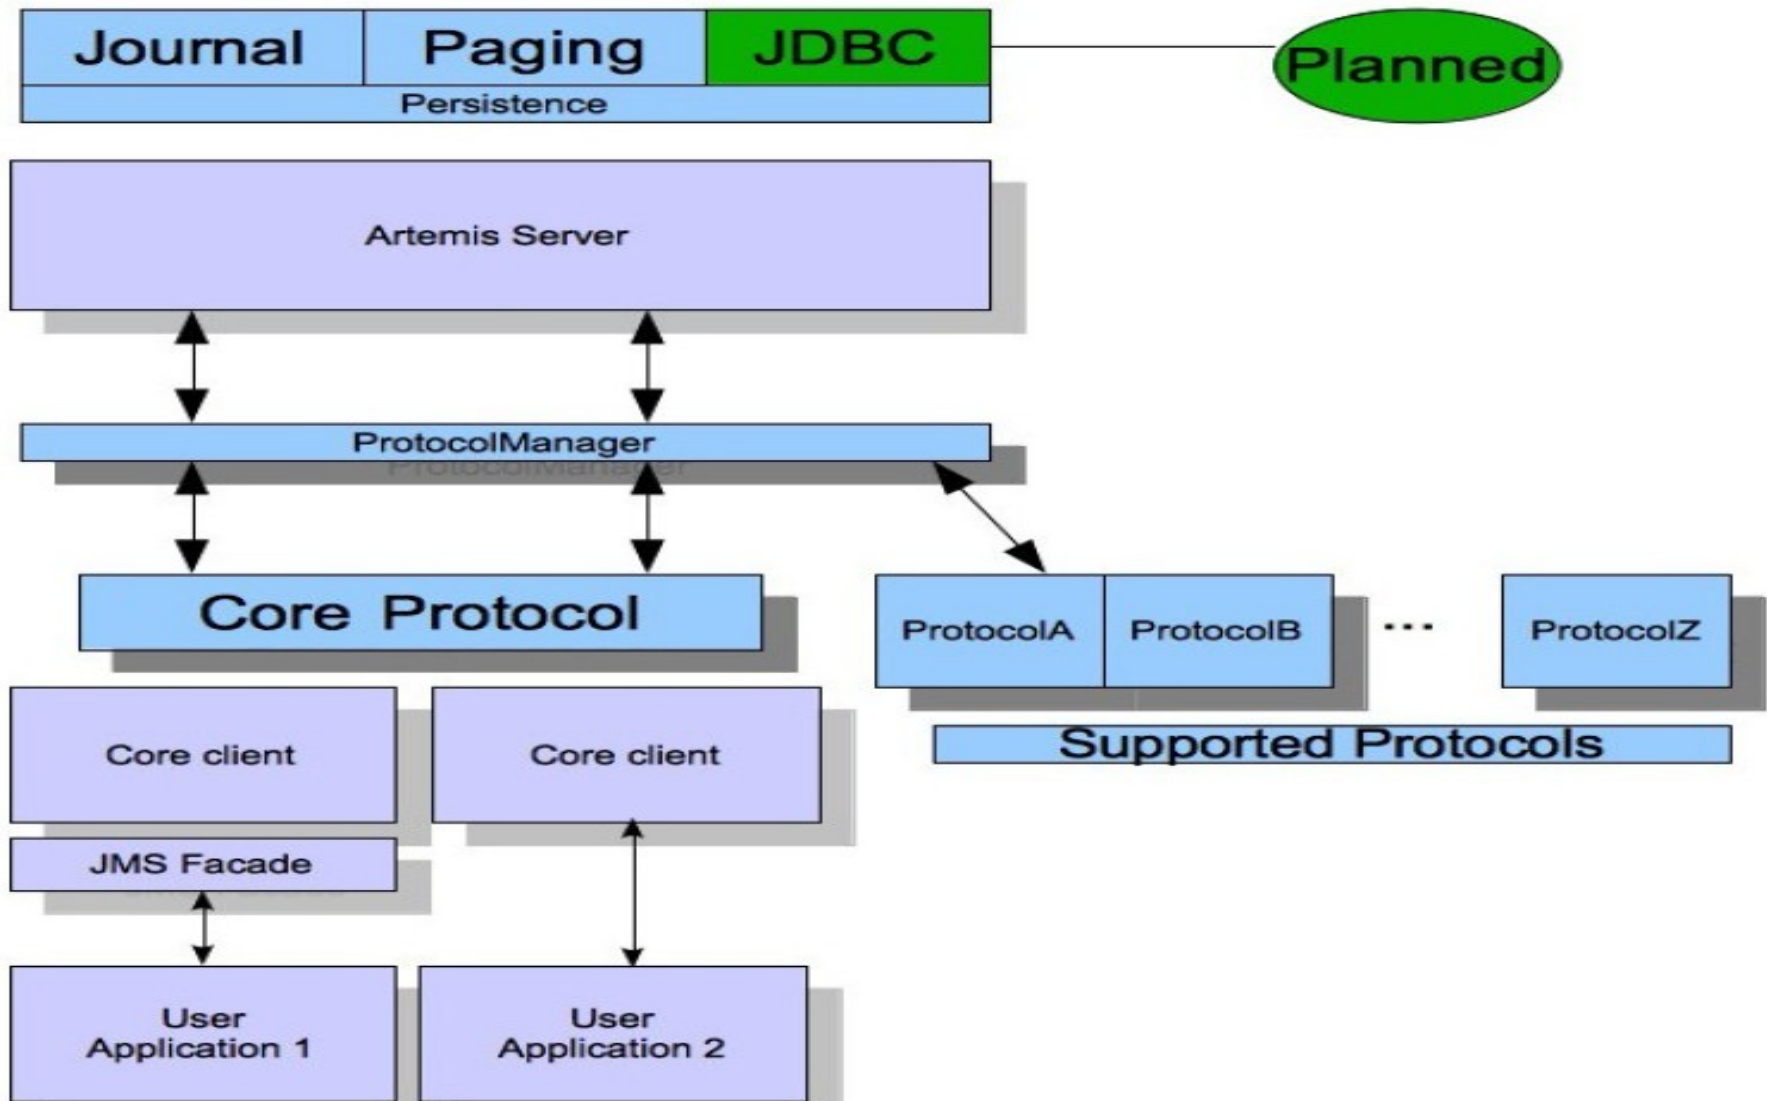 Journal
Paging
JDBC
Planned
Persistence
Artemis Server
ProtocolManager
ProtocolManager
Core Protocol
ProtocolA
ProtocolB
...
ProtocolZ
Core client
Core client
Supported Protocols
JMS Facade
User
Application 1
User
Application 2